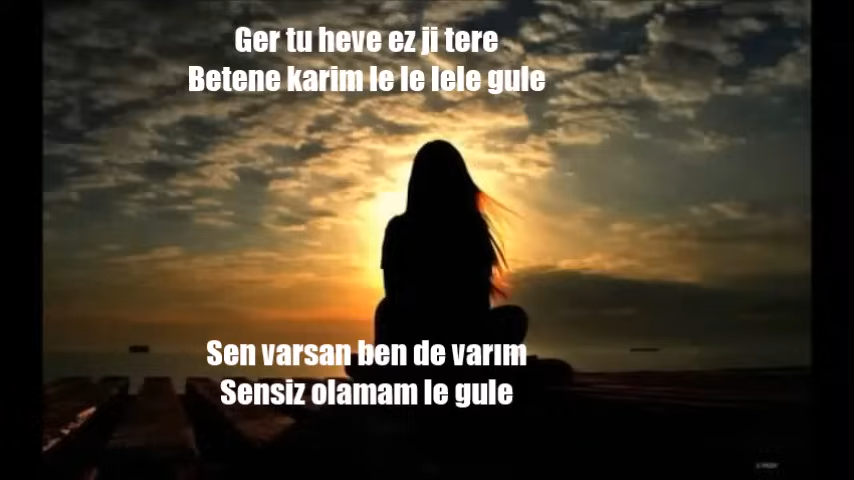 Ger tu heve ez ji tere
Betene karim le le lele gule
Sen varsan ben de varım
Sensiz olamam le gule